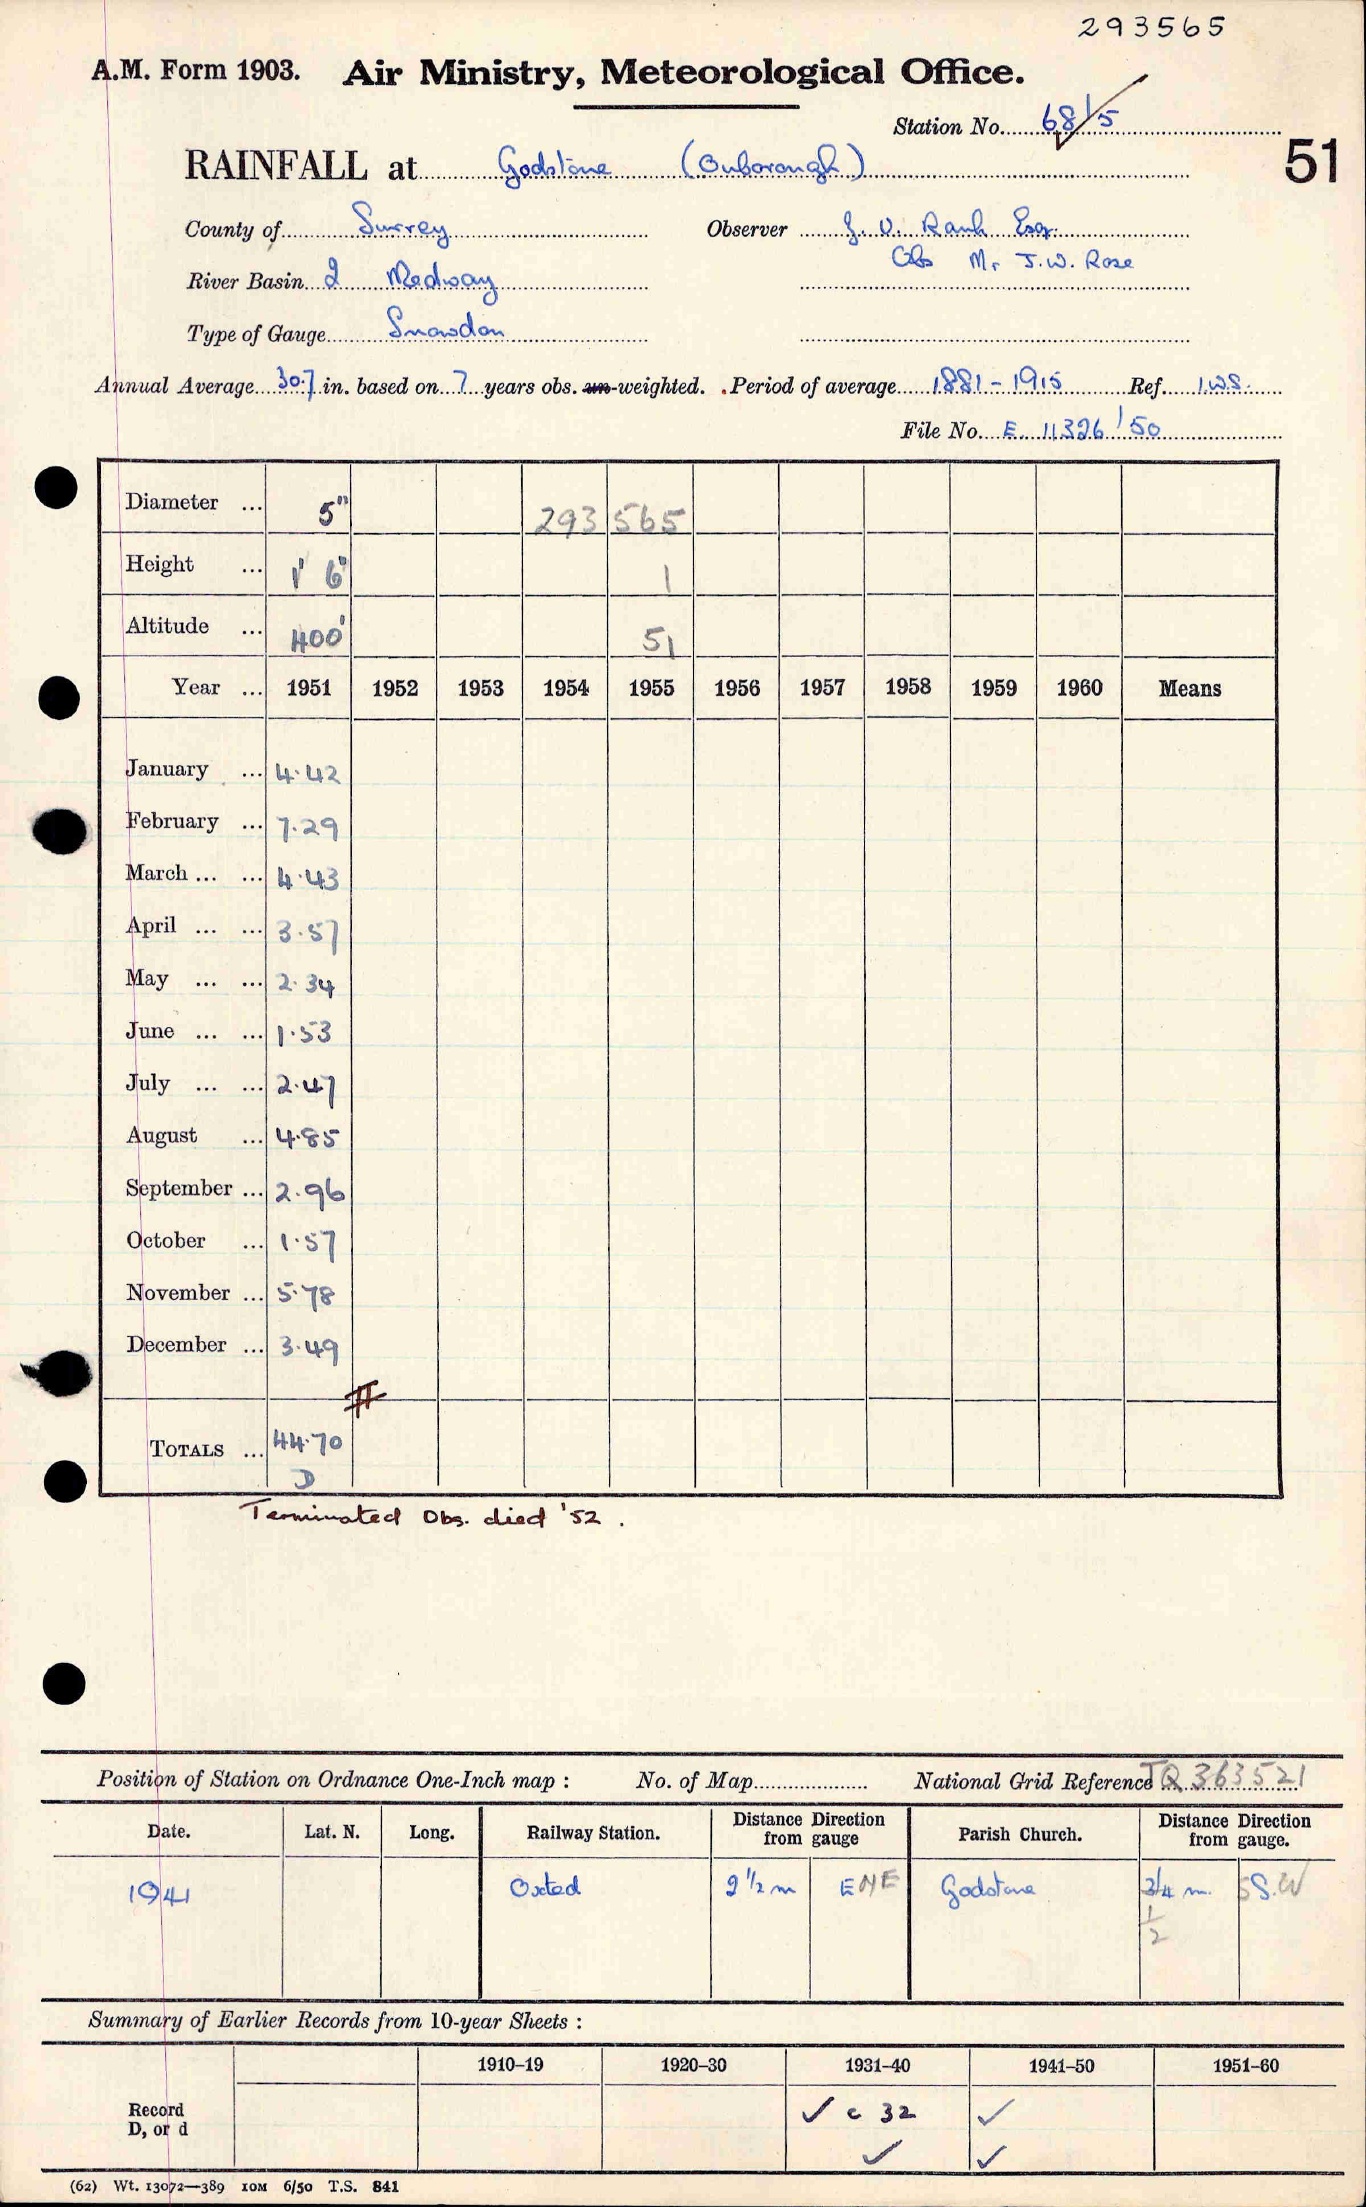 293565
A.M. Form 1903. Air Ministry, Meteorological Office.
Station No. 68/5
51
RAINFALL at Godstone (Ouborough)
County of Surrey Observer J. V. Rank Esq.
Obs Mr J.W. Rose
River Basin 2 Medway
Type of Gauge Snowdon
Annual Average 30.7 in. based on 7 years obs. un-weighted. Period of average 1881-1915 Ref. I.W.S.
File No. E. 11326/50
Diameter ... 5" 293 565
Height ... 1' 6" 1
Altitude ... 400' 51
Year ... 1951 1952 1953 1954 1955 1956 1957 1958 1959 1960 Means
January ... 4.42
February ... 7.29
March ... ... 4.43
April ... ... 3.57
May ... ... 2.34
June ... ... 1.53
July ... ... 2.47
August ... 4.85
September ... 2.96
October ... 1.57
November ... 5.78
December ... 3.49
TOTALS ... 44.70
D
Terminated Obs. died '52.
Position of Station on Ordnance One-Inch map : No. of Map National Grid Reference TQ 363521
Date. Lat. N. Long. Railway Station. Distance Direction from gauge Parish Church. Distance Direction from gauge.
1941 Oxted 2 1/2 m ENE Godstone 3/4 m. SS.W
1/2
Summary of Earlier Records from 10-year Sheets :
1910–19 1920–30 1931–40 1941–50 1951–60
Record ✓ c 32 ✓
D, or d ✓ ✓
(62) Wt. 13072—389 10M 6/50 T.S. 841